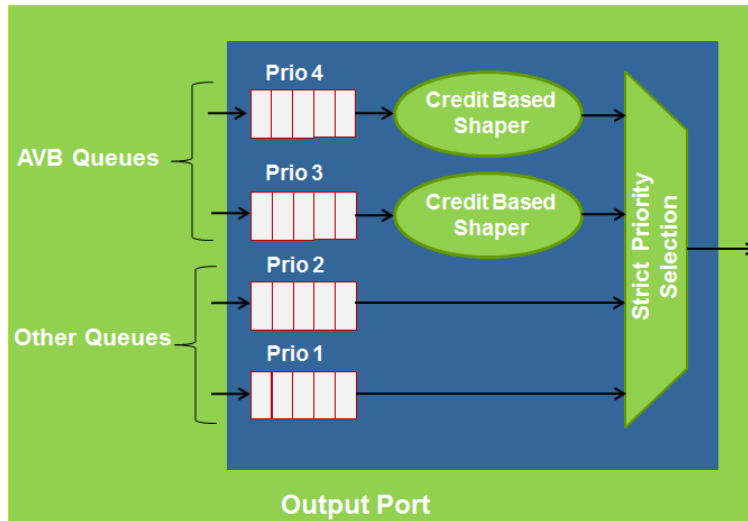 Prio 4
Credit Based
Shaper
AVB Queues
Prio 3
Credit Based
Shaper
Strict Priority
Selection
Prio 2
Other Queues
Prio 1
Output Port